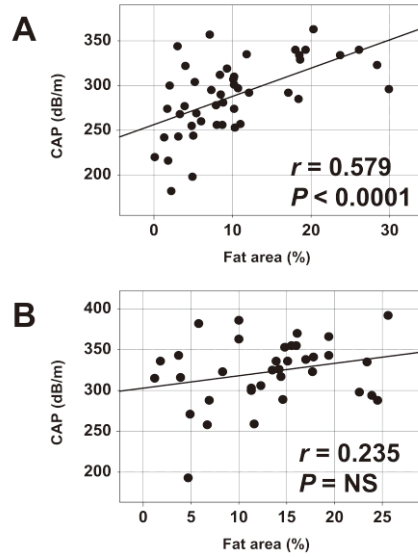 A
CAP (dB/m)
350
300
250
200
r = 0.579
P < 0.0001
0
10
20
30
Fat area (%)
B
CAP (dB/m)
400
350
300
250
200
r = 0.235
P = NS
0
5
10
15
20
25
Fat area (%)